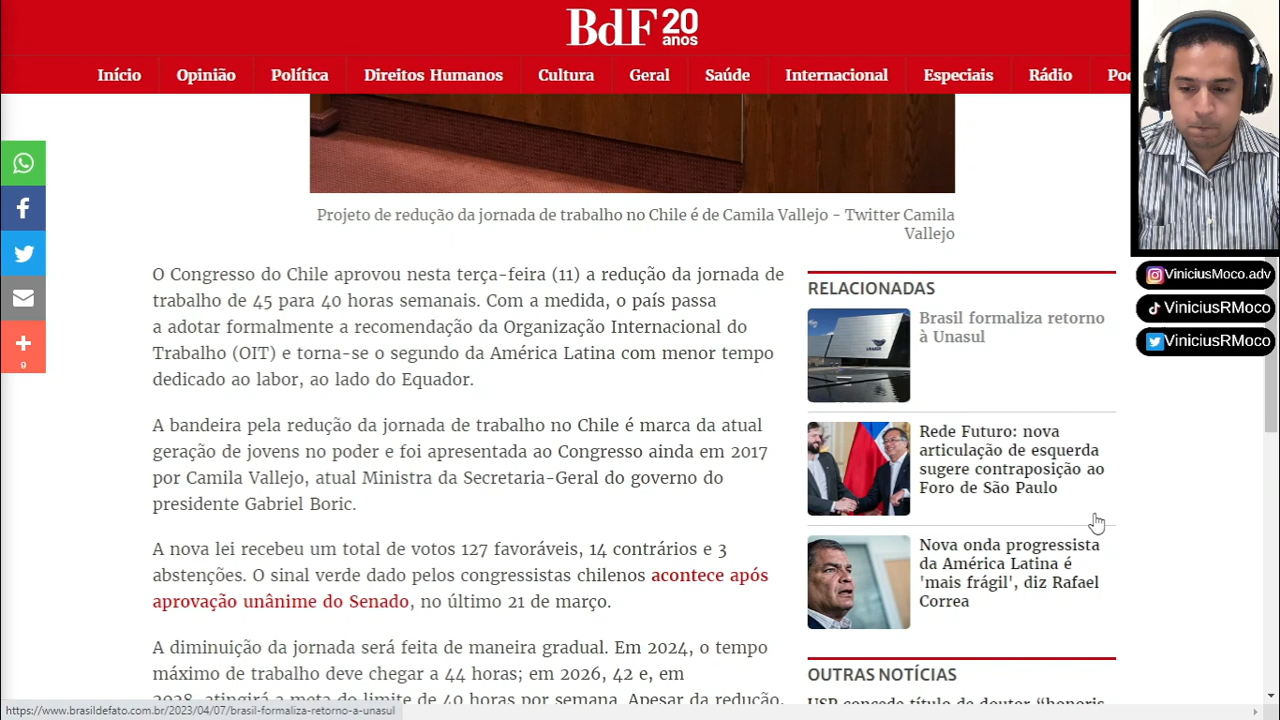 BdF 20 anos
Início
Opinião
Política
Direitos Humanos
Cultura
Geral
Saúde
Internacional
Especiais
Rádio
Po
Projeto de redução da jornada de trabalho no Chile é de Camila Vallejo - Twitter Camila
Vallejo
O Congresso do Chile aprovou nesta terça-feira (11) a redução da jornada de
trabalho de 45 para 40 horas semanais. Com a medida, o país passa
a adotar formalmente a recomendação da Organização Internacional do
Trabalho (OIT) e torna-se o segundo da América Latina com menor tempo
dedicado ao labor, ao lado do Equador.
A bandeira pela redução da jornada de trabalho no Chile é marca da atual
geração de jovens no poder e foi apresentada ao Congresso ainda em 2017
por Camila Vallejo, atual Ministra da Secretaria-Geral do governo do
presidente Gabriel Boric.
A nova lei recebeu um total de votos 127 favoráveis, 14 contrários e 3
abstenções. O sinal verde dado pelos congressistas chilenos acontece após
aprovação unânime do Senado, no último 21 de março.
A diminuição da jornada será feita de maneira gradual. Em 2024, o tempo
máximo de trabalho deve chegar a 44 horas; em 2026, 42 e, em
2028, atingirá a meta do limite de 40 horas por semana. Apesar da redução,
9
RELACIONADAS
Brasil formaliza retorno
à Unasul
Rede Futuro: nova
articulação de esquerda
sugere contraposição ao
Foro de São Paulo
Nova onda progressista
da América Latina é
'mais frágil', diz Rafael
Correa
OUTRAS NOTÍCIAS
USP concede título de doutor “honoris
ViniciusMoco.adv
ViniciusRMoco
ViniciusRMoco
https://www.brasildefato.com.br/2023/04/07/brasil-formaliza-retorno-a-unasul